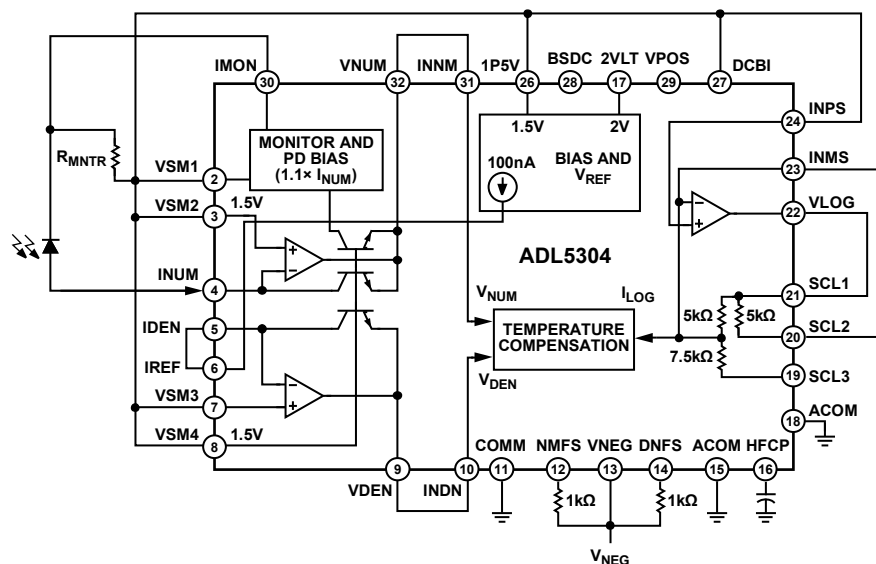 IMON
VNUM
INNM
1P5V
BSDC
2VLT
VPOS
DCBI
30
32
31
26
28
17
29
27
1.5V
2V
24
INPS
MONITOR AND
PD BIAS
(1.1× INUM)
100nA
BIAS AND
VREF
23
INMS
RMNTR
VSM1
2
VSM2
1.5V
3
22
VLOG
−
+
ADL5304
+
−
INUM
4
VNUM
ILOG
SCL1
21
5kΩ
5kΩ
IDEN
5
TEMPERATURE
COMPENSATION
20
SCL2
IREF
6
7.5kΩ
VDEN
19
SCL3
−
+
VSM3
7
ACOM
18
VSM4
8
1.5V
COMM
NMFS
VNEG
DNFS
ACOM
HFCP
9
10
11
12
13
14
15
16
VDEN
INDN
1kΩ
1kΩ
VNEG